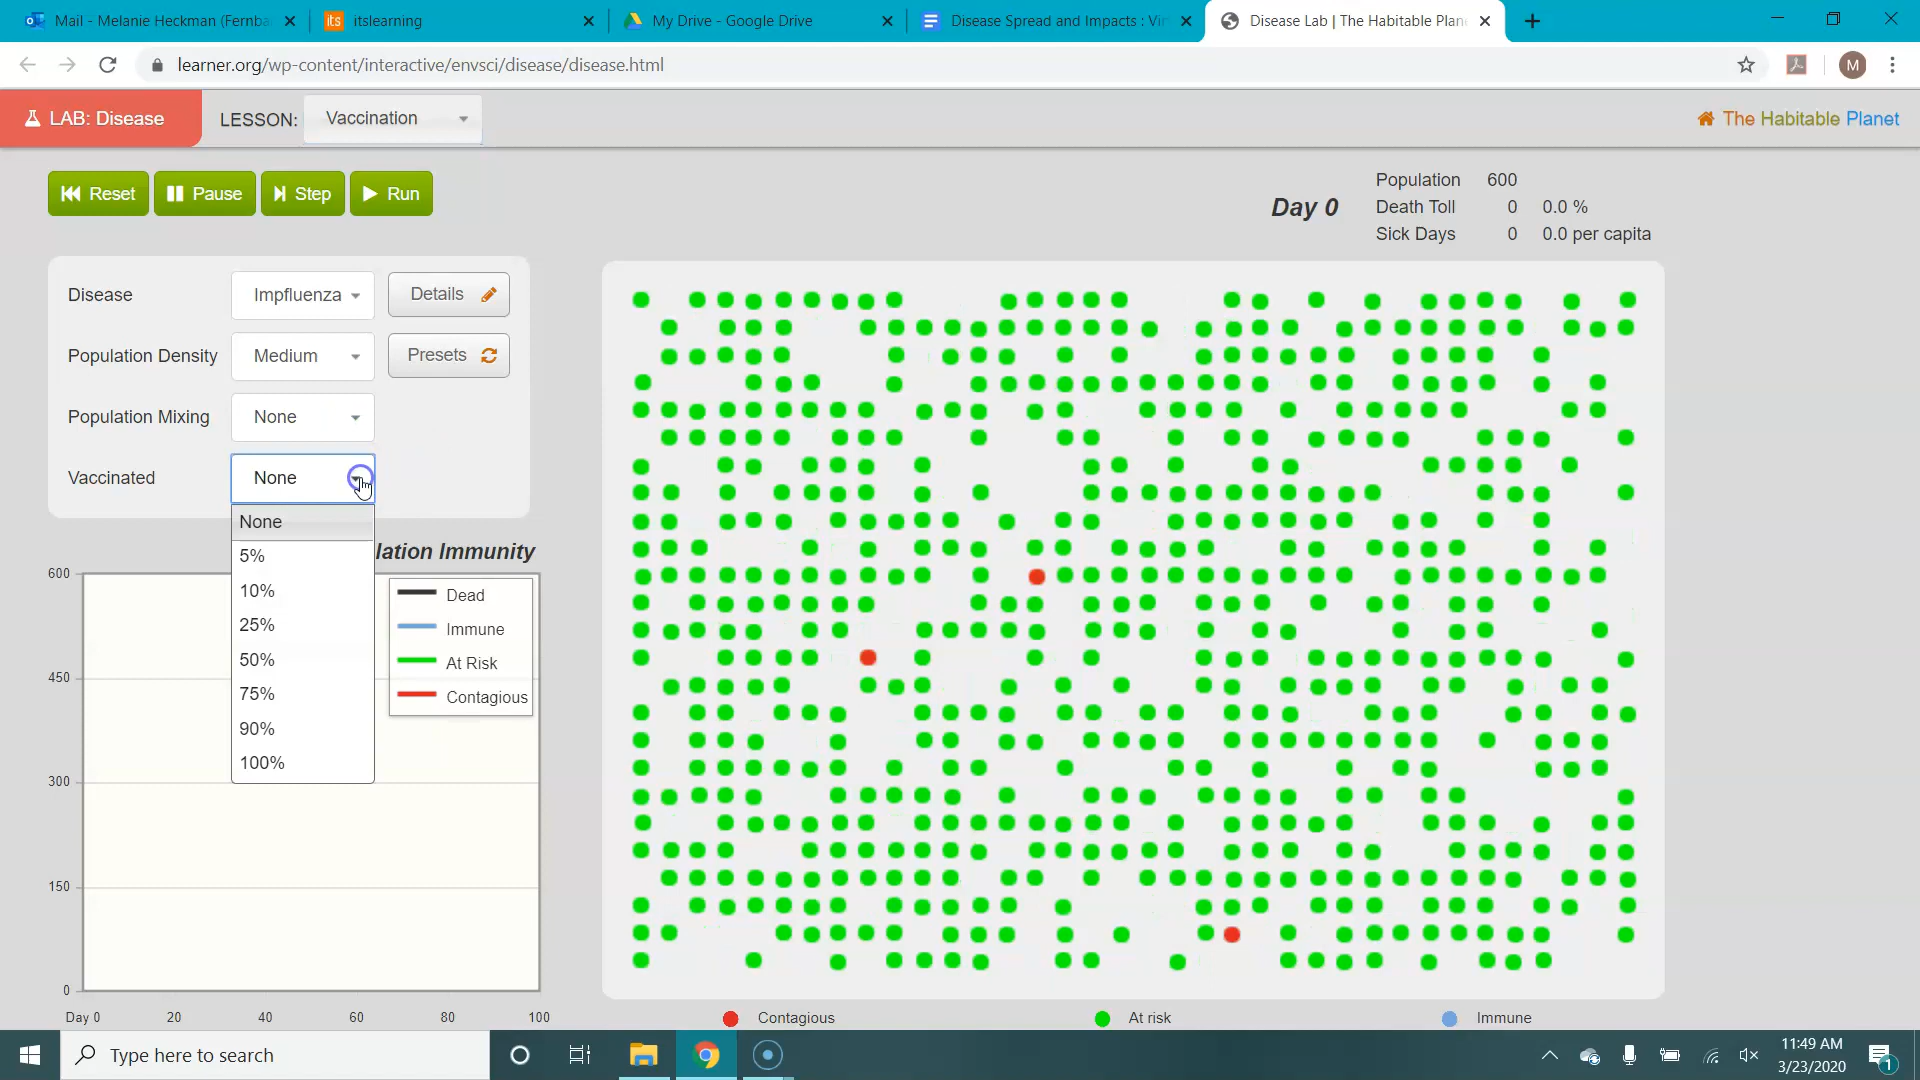 Mail - Melanie Heckman (Fernba
itslearning
My Drive - Google Drive
Disease Spread and Impacts : Vir
Disease Lab | The Habitable Plan
learner.org/wp-content/interactive/envsci/disease/disease.html
M
LAB: Disease
LESSON:
Vaccination
The Habitable Planet
Reset
Pause
Step
Run
Day 0
Population 600
Death Toll 0 0.0 %
Sick Days 0 0.0 per capita
Disease
Impfluenza
Details
Population Density
Medium
Presets
Population Mixing
None
Vaccinated
None
None
5%
10%
25%
50%
75%
90%
100%
lation Immunity
600
450
300
150
0
Dead
Immune
At Risk
Contagious
Day 0 20 40 60 80 100
Contagious
At risk
Immune
Type here to search
11:49 AM
3/23/2020
1